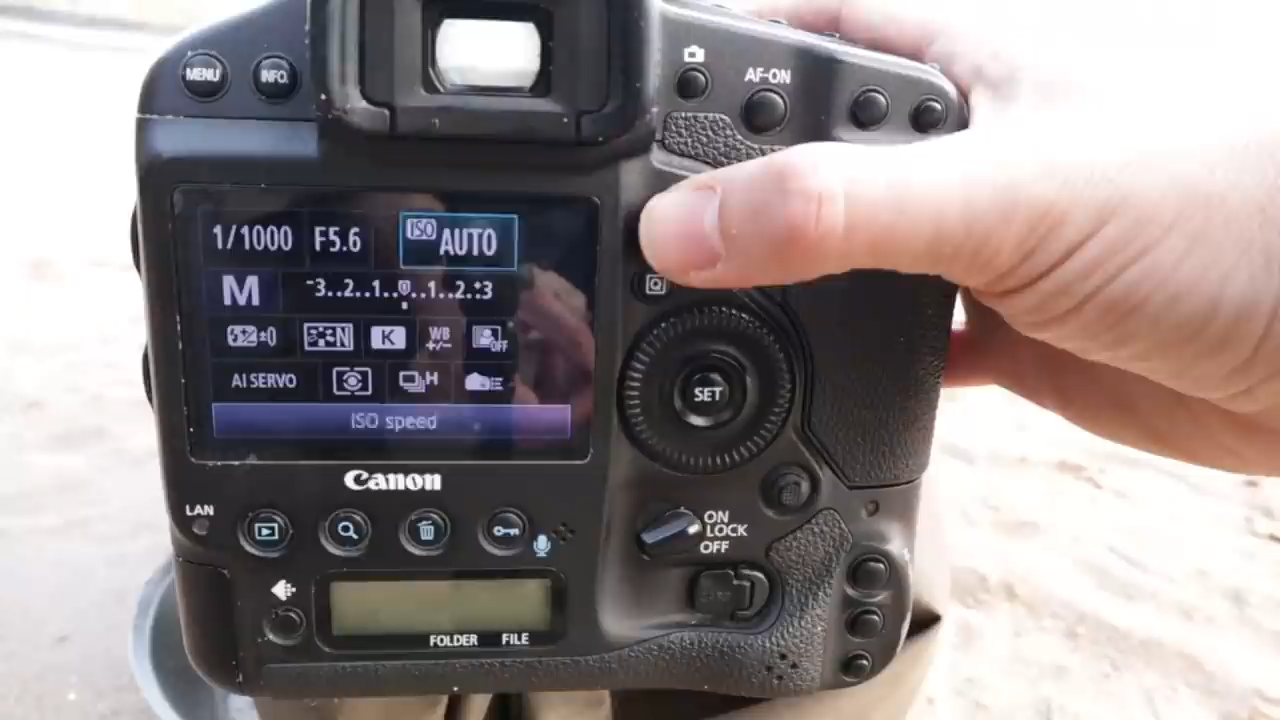 MENU
INFO.
AF-ON
1/1000 F5.6 ISO AUTO
M -3..2..1..0..1..2.+3
±0 N K WB +/- OFF
AI SERVO H
ISO speed
Q
SET
Canon
LAN
ON
LOCK
OFF
FOLDER FILE